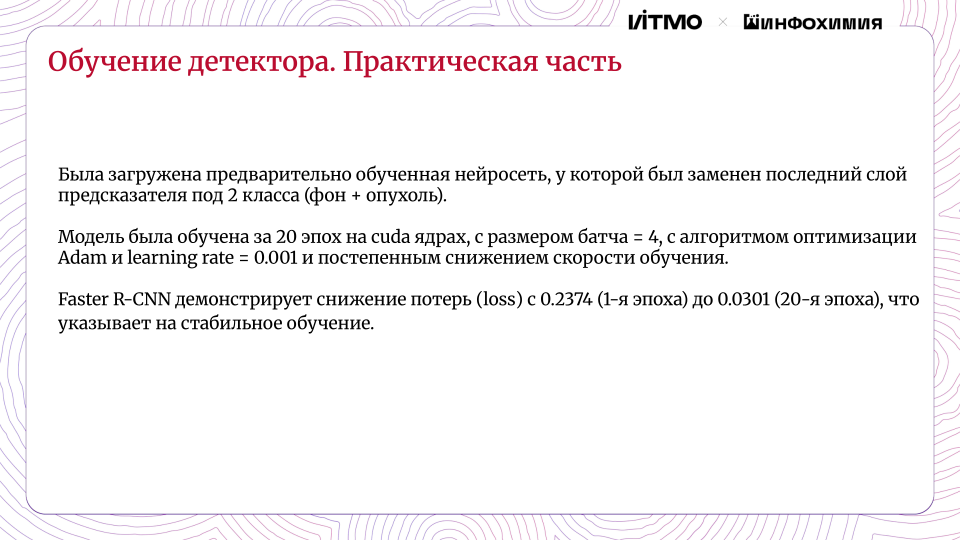 ИТМО × ИНФОХИМИЯ
Обучение детектора. Практическая часть
Была загружена предварительно обученная нейросеть, у которой был заменен последний слой
предсказателя под 2 класса (фон + опухоль).
Модель была обучена за 20 эпох на cuda ядрах, с размером батча = 4, с алгоритмом оптимизации
Adam и learning rate = 0.001 и постепенным снижением скорости обучения.
Faster R-CNN демонстрирует снижение потерь (loss) с 0.2374 (1-я эпоха) до 0.0301 (20-я эпоха), что
указывает на стабильное обучение.